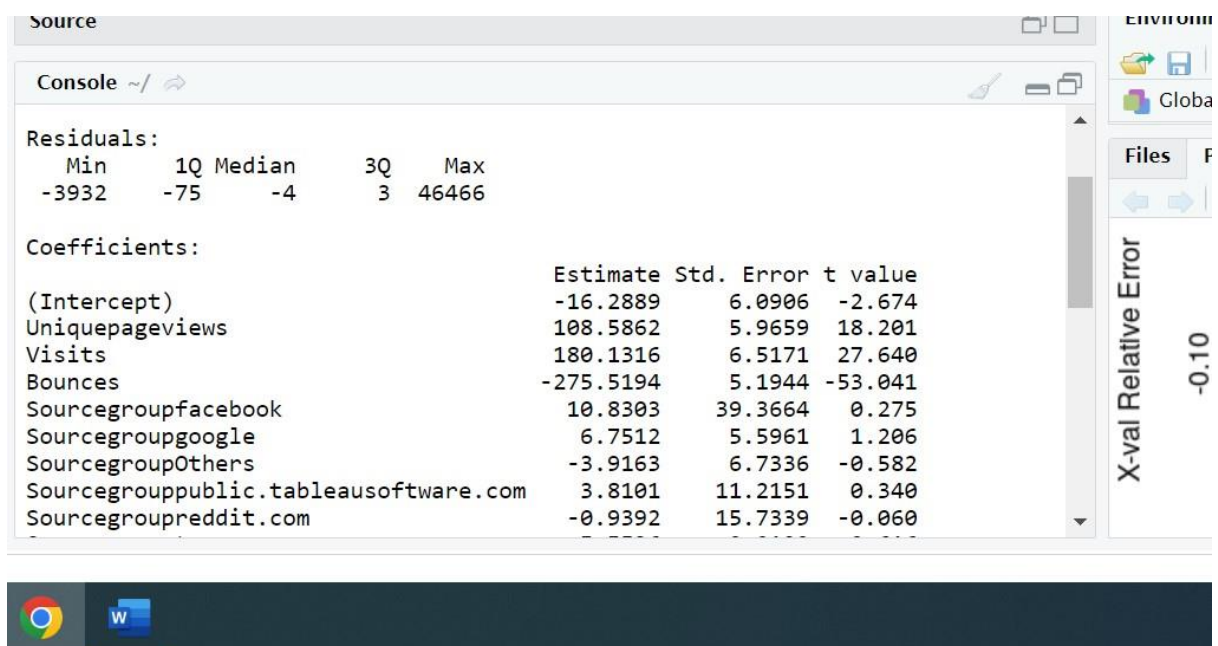 Source
Console ~/
Residuals:
Min 1Q Median 3Q Max
-3932 -75 -4 3 46466
Coefficients:
Estimate Std. Error t value
(Intercept) -16.2889 6.0906 -2.674
Uniquepageviews 108.5862 5.9659 18.201
Visits 180.1316 6.5171 27.640
Bounces -275.5194 5.1944 -53.041
Sourcegroupfacebook 10.8303 39.3664 0.275
Sourcegroupgoogle 6.7512 5.5961 1.206
SourcegroupOthers -3.9163 6.7336 -0.582
Sourcegrouppublic.tableausoftware.com 3.8101 11.2151 0.340
Sourcegroupreddit.com -0.9392 15.7339 -0.060
Globa
Files P
X-val Relative Error
-0.10
W